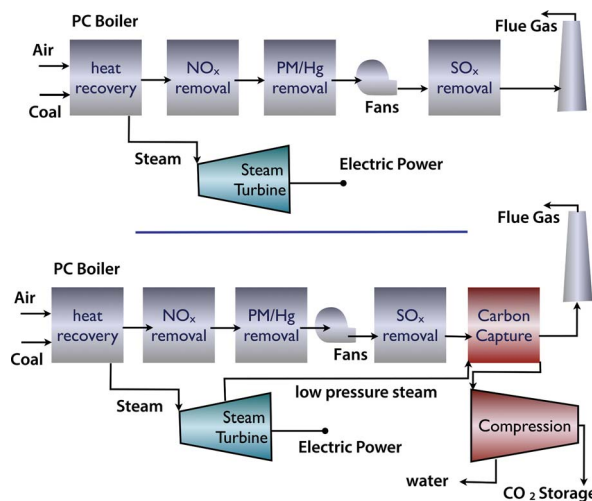 PC Boiler
Flue Gas
Air
Coal
heat
recovery
NOx
removal
PM/Hg
removal
Fans
SOx
removal
Steam
Steam
Turbine
Electric Power
Flue Gas
PC Boiler
Air
Coal
heat
recovery
NOx
removal
PM/Hg
removal
Fans
SOx
removal
Carbon
Capture
Steam
low pressure steam
Steam
Turbine
Electric Power
Compression
water
CO2 Storage